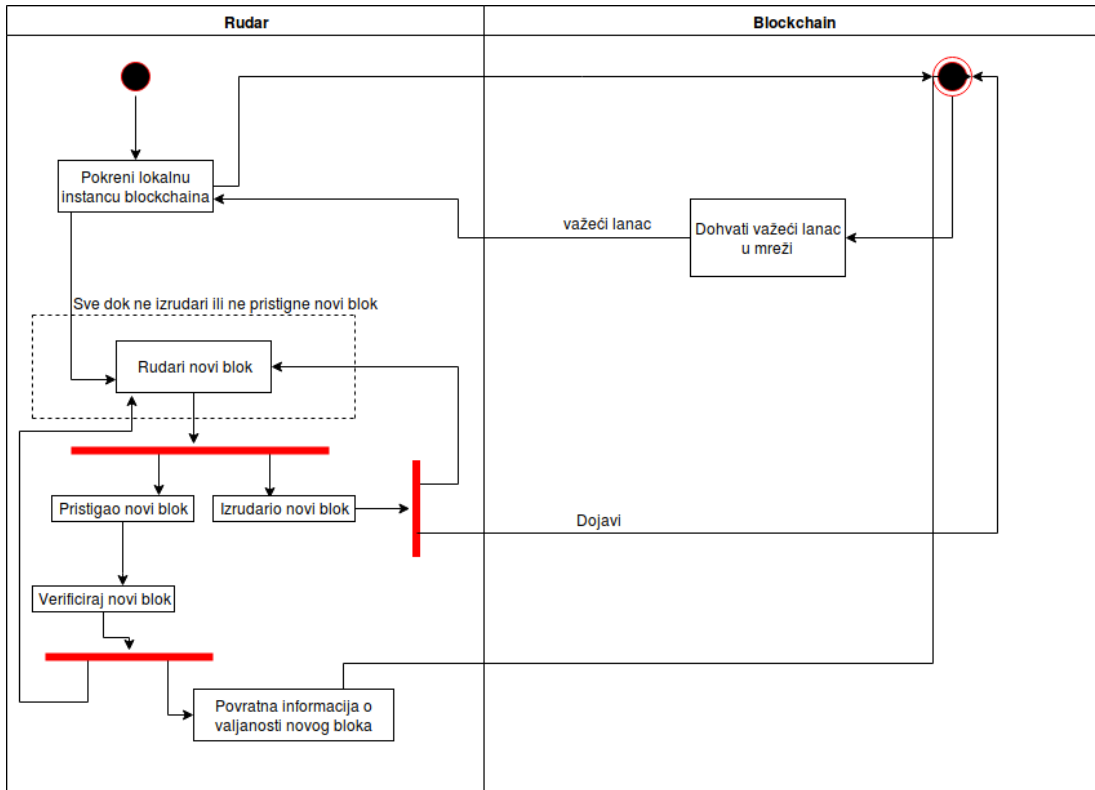 Rudar
Blockchain
Pokreni lokalnu
instancu blockchaina
važeći lanac
Dohvati važeći lanac
u mreži
Sve dok ne izrudari ili ne pristigne novi blok
Rudari novi blok
Pristigao novi blok
Izrudario novi blok
Dojavi
Verificiraj novi blok
Povratna informacija o
valjanosti novog bloka